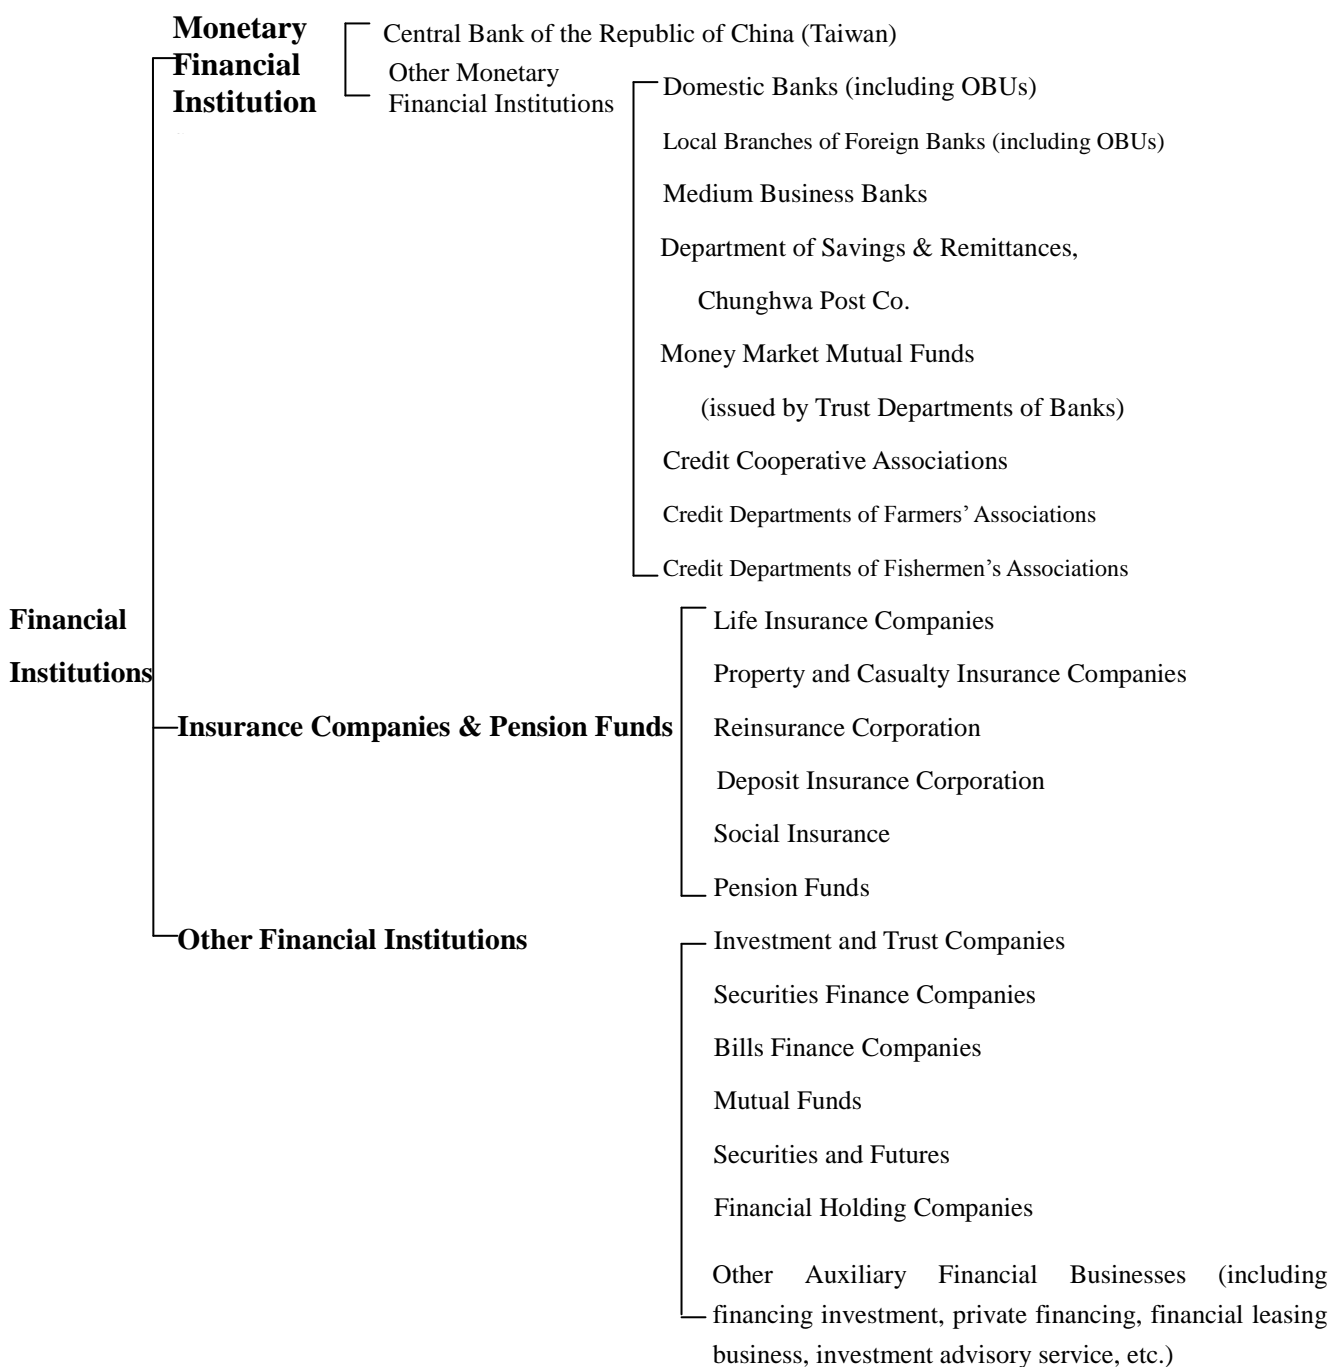 Monetary
Financial
Institution
Central Bank of the Republic of China (Taiwan)
Other Monetary
Financial Institutions
Domestic Banks (including OBUs)
Local Branches of Foreign Banks (including OBUs)
Medium Business Banks
Department of Savings & Remittances,
Chunghwa Post Co.
Money Market Mutual Funds
(issued by Trust Departments of Banks)
Credit Cooperative Associations
Credit Departments of Farmers’ Associations
Credit Departments of Fishermen’s Associations
Financial
Institutions
Life Insurance Companies
Property and Casualty Insurance Companies
Insurance Companies & Pension Funds
Reinsurance Corporation
Deposit Insurance Corporation
Social Insurance
Pension Funds
Other Financial Institutions
Investment and Trust Companies
Securities Finance Companies
Bills Finance Companies
Mutual Funds
Securities and Futures
Financial Holding Companies
Other Auxiliary Financial Businesses (including
financing investment, private financing, financial leasing
business, investment advisory service, etc.)